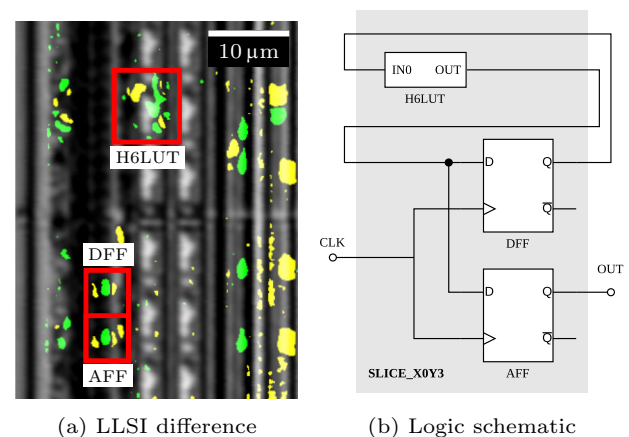 10 µm
H6LUT
DFF
AFF
(a) LLSI difference
IN0 OUT
H6LUT
D Q
Q
DFF
CLK
D Q
OUT
Q
AFF
SLICE_X0Y3
(b) Logic schematic